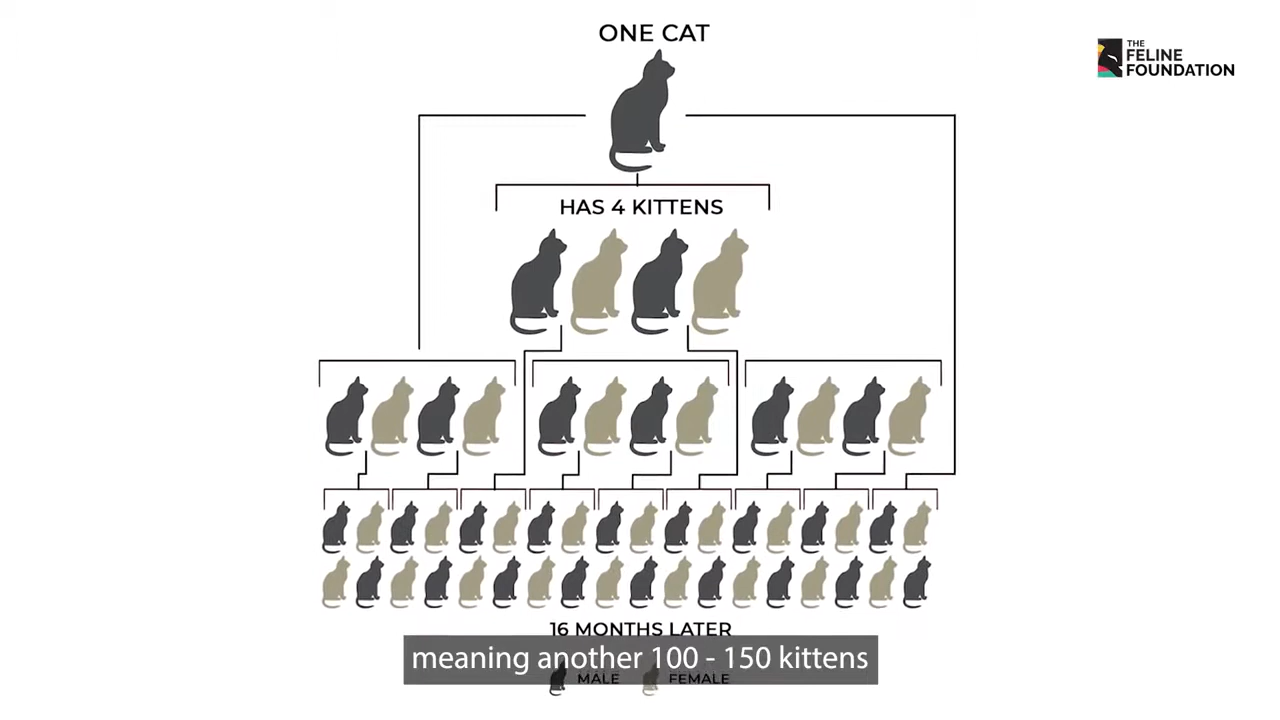 ONE CAT
THE
FELINE
FOUNDATION
HAS 4 KITTENS
16 MONTHS LATER
meaning another 100 - 150 kittens
MALE
FEMALE